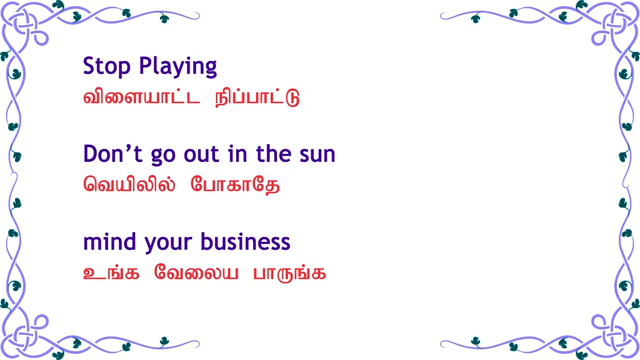 Stop Playing
விளையாட்ட நிப்பாட்டு
Don't go out in the sun
வெயிலில் போகாதே
mind your business
உங்க வேலைய பாருங்க